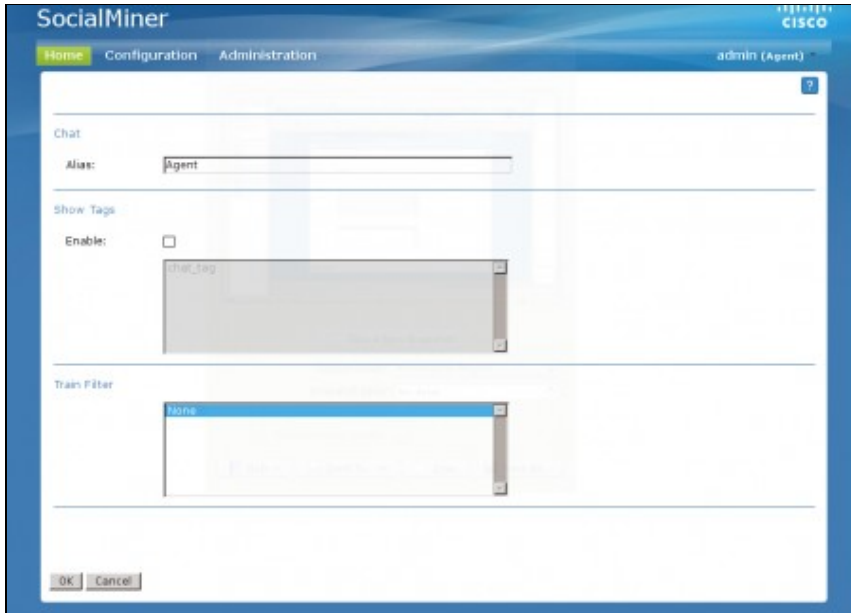 SocialMiner
CISCO
Home Configuration Administration admin (Agent)
?
Chat
Alias: Agent
Show Tags
Enable:
chat_tag
Train Filter
None
OK Cancel